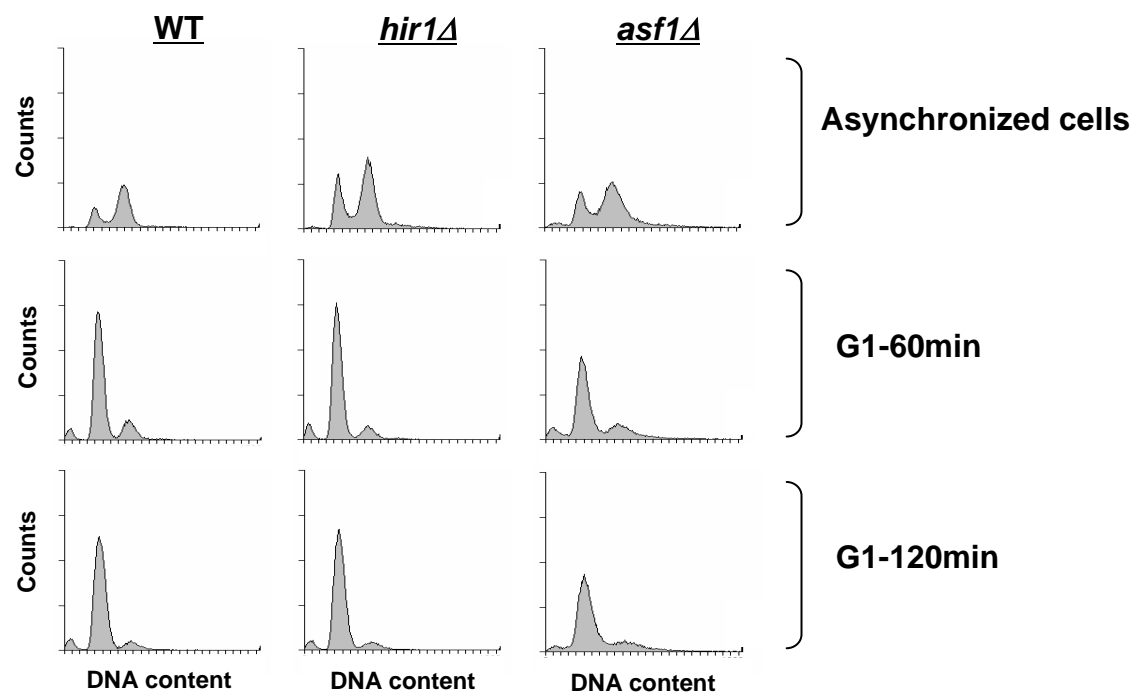 WT hir1Δ asf1Δ
Counts
Asynchronized cells
Counts
G1-60min
Counts
G1-120min
DNA content DNA content DNA content